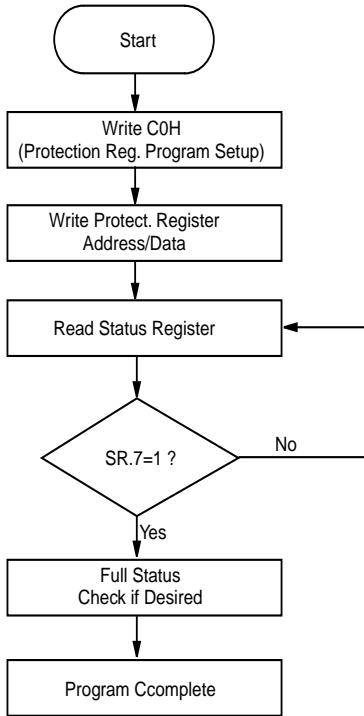 Start
Write C0H
(Protection Reg. Program Setup)
Write Protect. Register
Address/Data
Read Status Register
SR.7=1 ?
No
Yes
Full Status
Check if Desired
Program Ccomplete